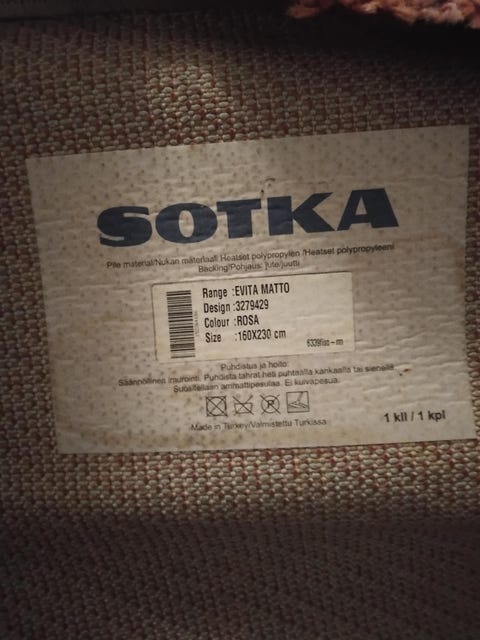 SOTKA
Pile material/Nukan materiaali: Heatset polypropylen /Heatset polypropyleeni
Backing/Pohjaus: jute/juutti
Range :EVITA MATTO
Design :3279429
Colour :ROSA
Size :160X230 cm
Puhdistus ja hoito:
Säännöllinen imurointi. Puhdista tahrat heti puhtaalla kankaalla tai sienellä.
Suositellaan ammattipesulaa. Ei kuivapesua.
P
1 kll / 1 kpl
Made in Turkey/Valmistettu Turkissa